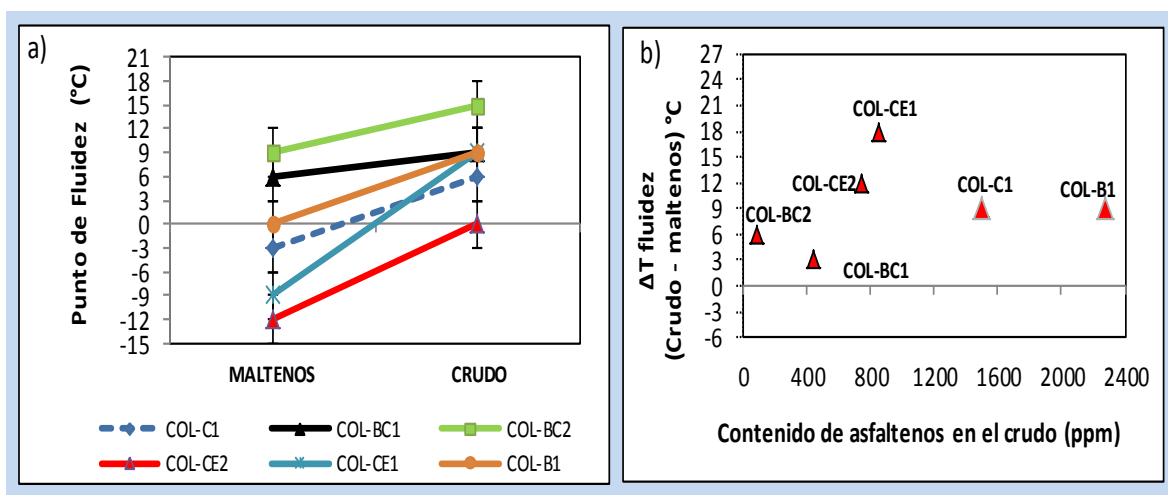 a)
Punto de Fluidez (°C)
21
18
15
12
9
6
3
0
-3
-6
-9
-12
-15
MALTENOS CRUDO
COL-C1 COL-BC1 COL-BC2
COL-CE2 COL-CE1 COL-B1
b)
ΔT fluidez
(Crudo - maltenos) °C
27
24
21
18
15
12
9
6
3
0
-3
-6
COL-CE1
COL-CE2
COL-C1
COL-B1
COL-BC2
COL-BC1
0 400 800 1200 1600 2000 2400
Contenido de asfaltenos en el crudo (ppm)